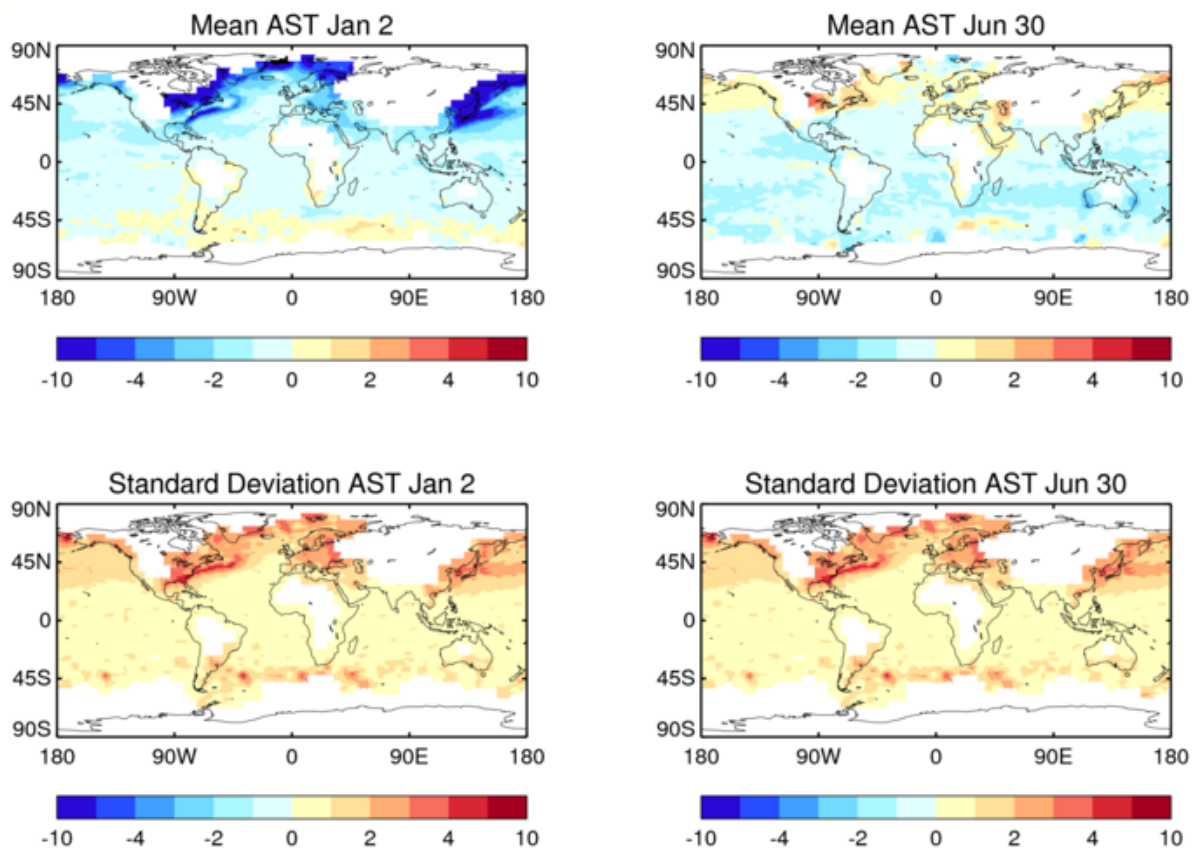 Mean AST Jan 2
90N
45N
0
45S
90S
180 90W 0 90E 180
-10 -4 -2 0 2 4 10
Mean AST Jun 30
90N
45N
0
45S
90S
180 90W 0 90E 180
-10 -4 -2 0 2 4 10
Standard Deviation AST Jan 2
90N
45N
0
45S
90S
180 90W 0 90E 180
-10 -4 -2 0 2 4 10
Standard Deviation AST Jun 30
90N
45N
0
45S
90S
180 90W 0 90E 180
-10 -4 -2 0 2 4 10